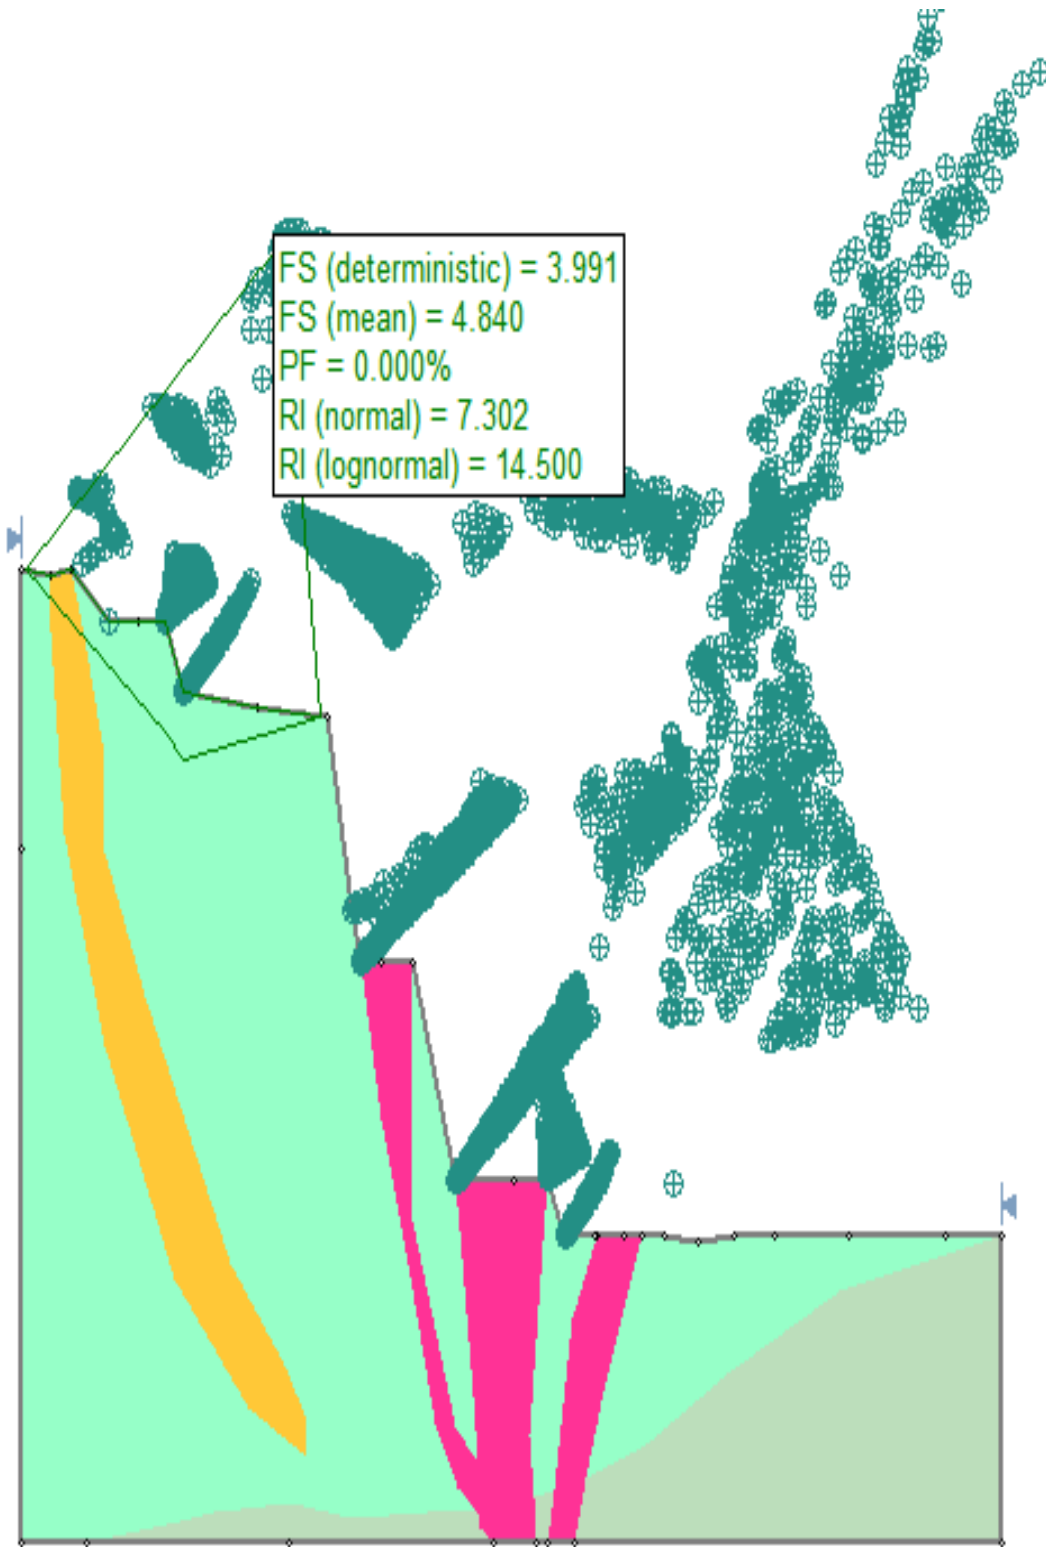 FS (deterministic) = 3.991
FS (mean) = 4.840
PF = 0.000%
RI (normal) = 7.302
RI (lognormal) = 14.500